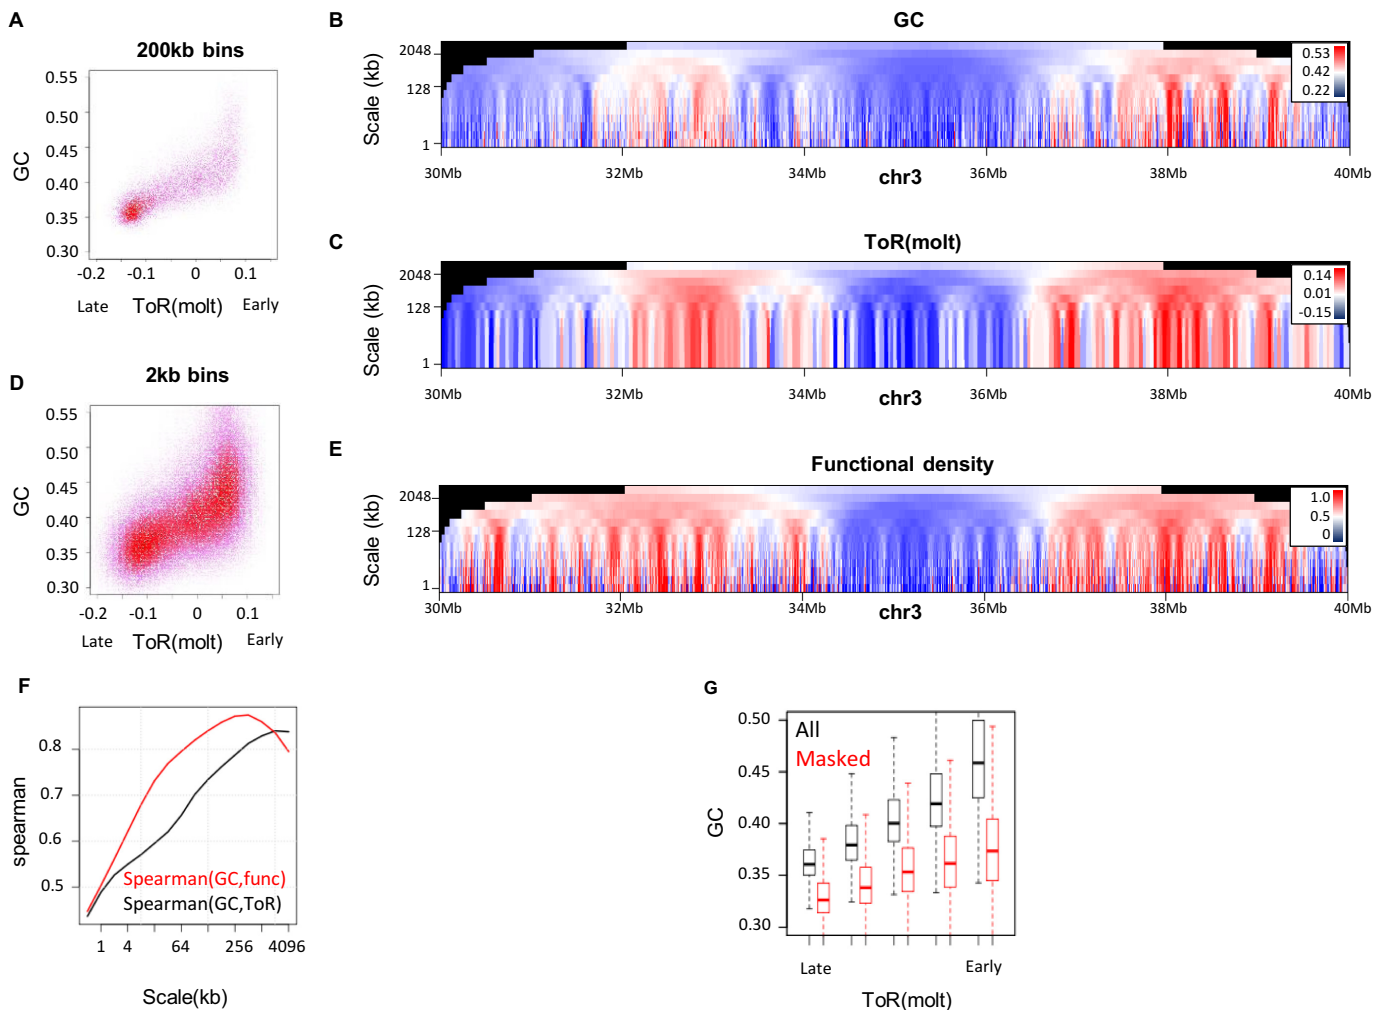 A
200kb bins
0.55
0.50
0.45
0.40
0.35
0.30
GC
-0.2 -0.1 0 0.1
Late ToR(molt) Early
B
GC
Scale (kb)
2048
128
1
0.53
0.42
0.22
30Mb 32Mb 34Mb 36Mb 38Mb 40Mb
chr3
C
ToR(molt)
Scale (kb)
2048
128
1
0.14
0.01
-0.15
30Mb 32Mb 34Mb 36Mb 38Mb 40Mb
chr3
D
2kb bins
0.55
0.50
0.45
0.40
0.35
0.30
GC
-0.2 -0.1 0 0.1
Late ToR(molt) Early
E
Functional density
Scale (kb)
2048
128
1
1.0
0.5
0
30Mb 32Mb 34Mb 36Mb 38Mb 40Mb
chr3
F
spearman
0.8
0.7
0.6
0.5
Spearman(GC,func)
Spearman(GC,ToR)
1 4 64 256 4096
Scale(kb)
G
All
Masked
GC
0.50
0.45
0.40
0.35
0.30
Late Early
ToR(molt)